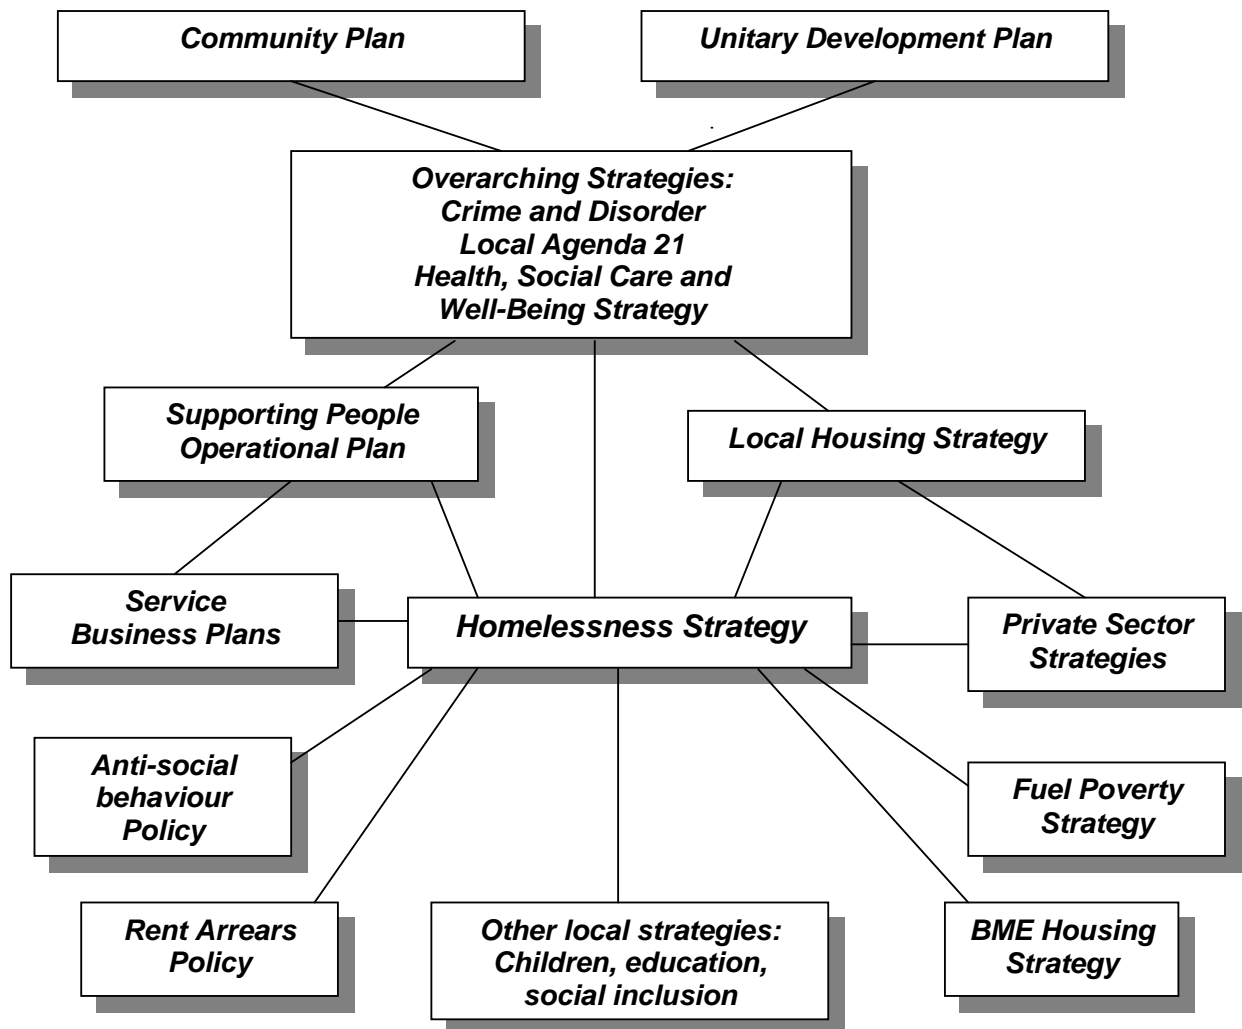 Community Plan
Unitary Development Plan
Overarching Strategies:
Crime and Disorder
Local Agenda 21
Health, Social Care and
Well-Being Strategy
Supporting People
Operational Plan
Local Housing Strategy
Service
Business Plans
Homelessness Strategy
Private Sector
Strategies
Anti-social
behaviour
Policy
Fuel Poverty
Strategy
Rent Arrears
Policy
Other local strategies:
Children, education,
social inclusion
BME Housing
Strategy